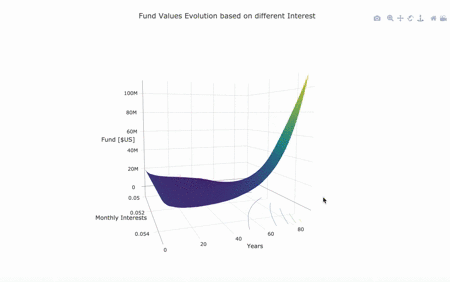 Fund Values Evolution based on different Interest
100M
80M
60M
Fund [$US]
40M
20M
0
0.05
0.052
Monthly Interests
0.054
0
20
40
60
80
Years